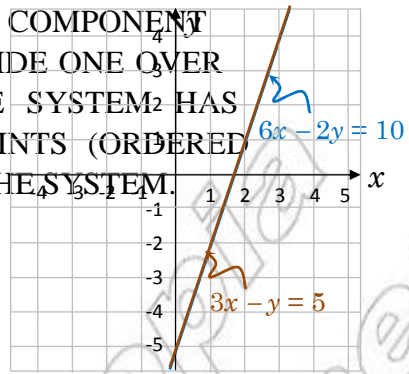 COMPONENT
IDE ONE OVER
E SYSTEM HAS
INTS (ORDERED
HE SYSTEM.
y
4
3
2
1
-4 -3 -2 1 2 3 4 5 x
-1
-2
-3
-4
-5
6x – 2y = 10
3x – y = 5